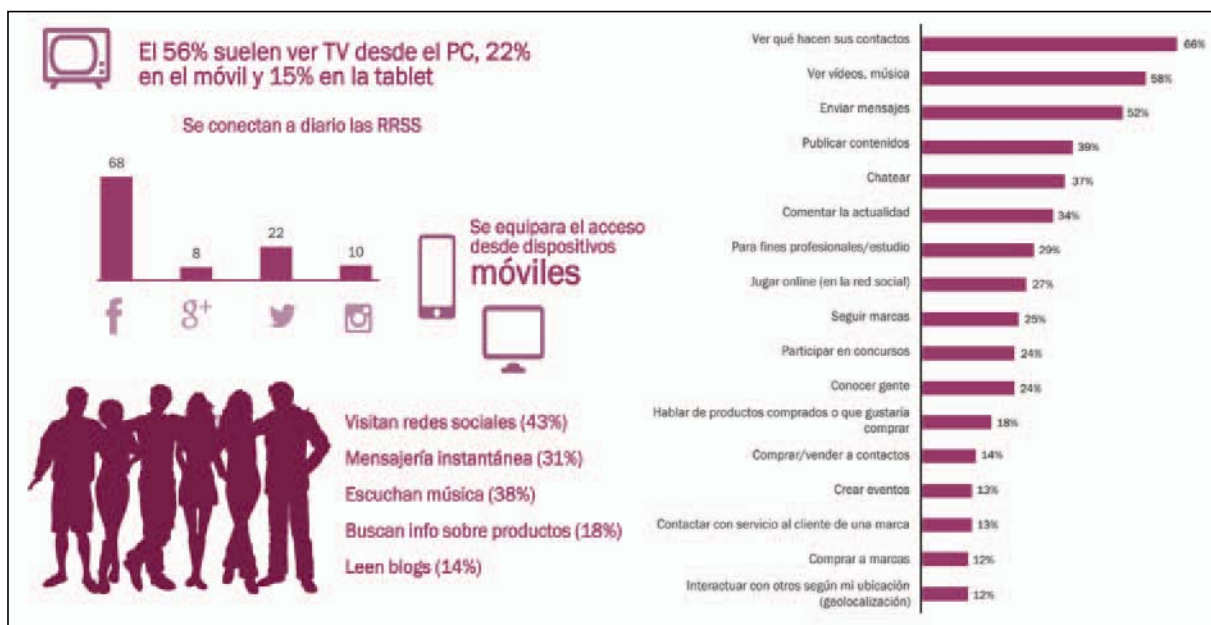 El 56% suelen ver TV desde el PC, 22%
en el móvil y 15% en la tablet
Se conectan a diario las RRSS
68
8
22
10
f
g+
Se equipara el acceso
desde dispositivos
móviles
Visitan redes sociales (43%)
Mensajería instantánea (31%)
Escuchan música (38%)
Buscan info sobre productos (18%)
Leen blogs (14%)
Ver qué hacen sus contactos
66%
Ver vídeos, música
58%
Enviar mensajes
52%
Publicar contenidos
39%
Chatear
37%
Comentar la actualidad
34%
Para fines profesionales/estudio
29%
Jugar online (en la red social)
27%
Seguir marcas
25%
Participar en concursos
24%
Conocer gente
24%
Hablar de productos comprados o que gustaría
comprar
18%
Comprar/vender a contactos
14%
Crear eventos
13%
Contactar con servicio al cliente de una marca
13%
Comprar a marcas
12%
Interactuar con otros según mi ubicación
(geolocalización)
12%